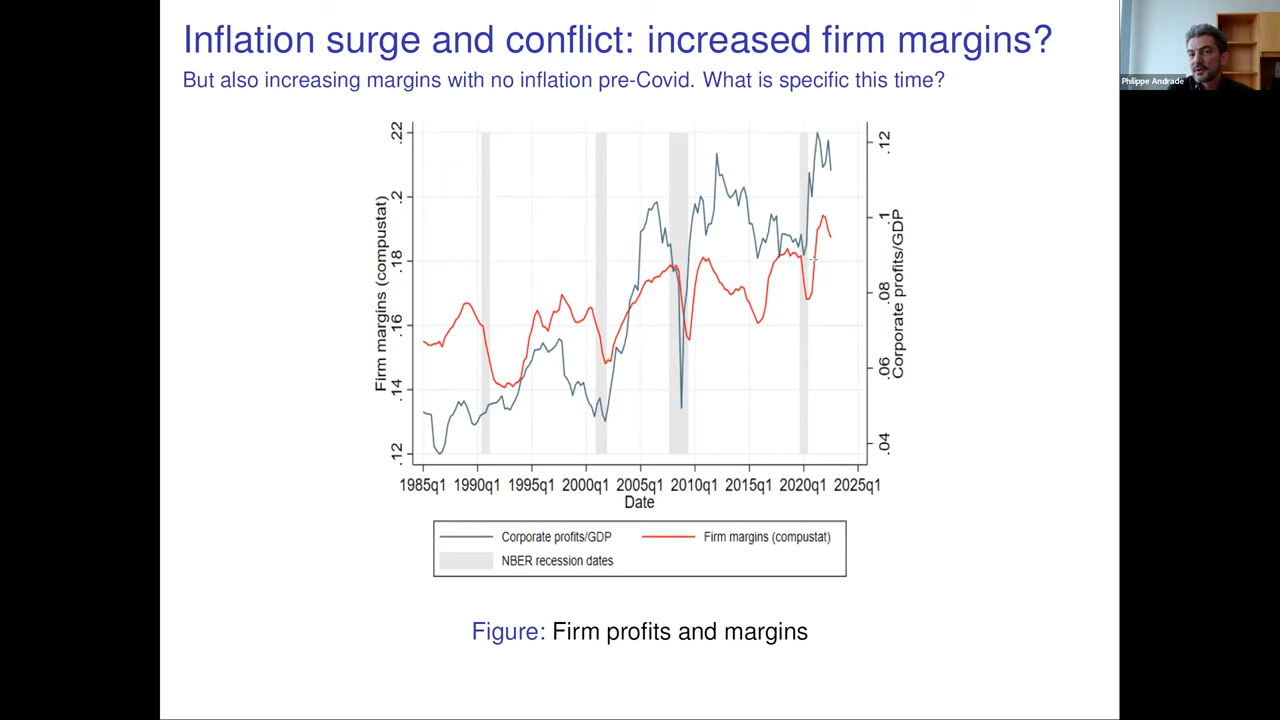 Inflation surge and conflict: increased firm margins?
But also increasing margins with no inflation pre-Covid. What is specific this time?
Philippe Andrade
Firm margins (compustat)
.22
.2
.18
.16
.14
.12
.12
.1
.08
.06
.04
Corporate profits/GDP
1985q1 1990q1 1995q1 2000q1 2005q1 2010q1 2015q1 2020q1 2025q1
Date
Corporate profits/GDP
Firm margins (compustat)
NBER recession dates
Figure: Firm profits and margins